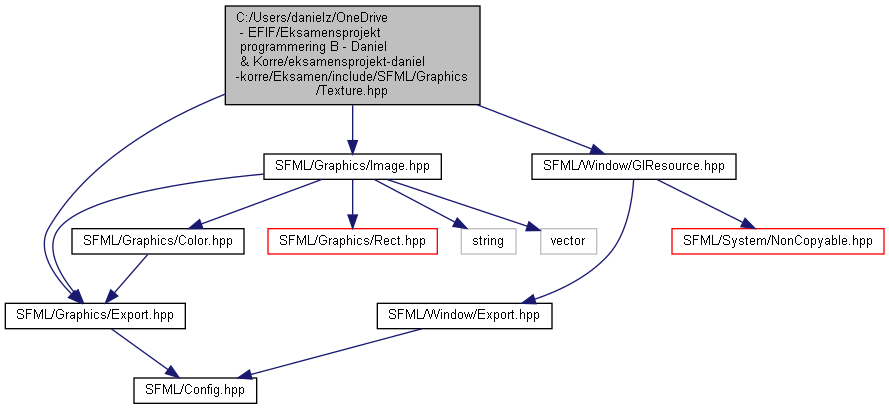 C:/Users/danielz/OneDrive
- EFIF/Eksamensprojekt
programmering B - Daniel
& Korre/eksamensprojekt-daniel
-korre/Eksamen/include/SFML/Graphics
/Texture.hpp
SFML/Graphics/Image.hpp
SFML/Window/GlResource.hpp
SFML/Graphics/Color.hpp
SFML/Graphics/Rect.hpp
string
vector
SFML/System/NonCopyable.hpp
SFML/Graphics/Export.hpp
SFML/Window/Export.hpp
SFML/Config.hpp